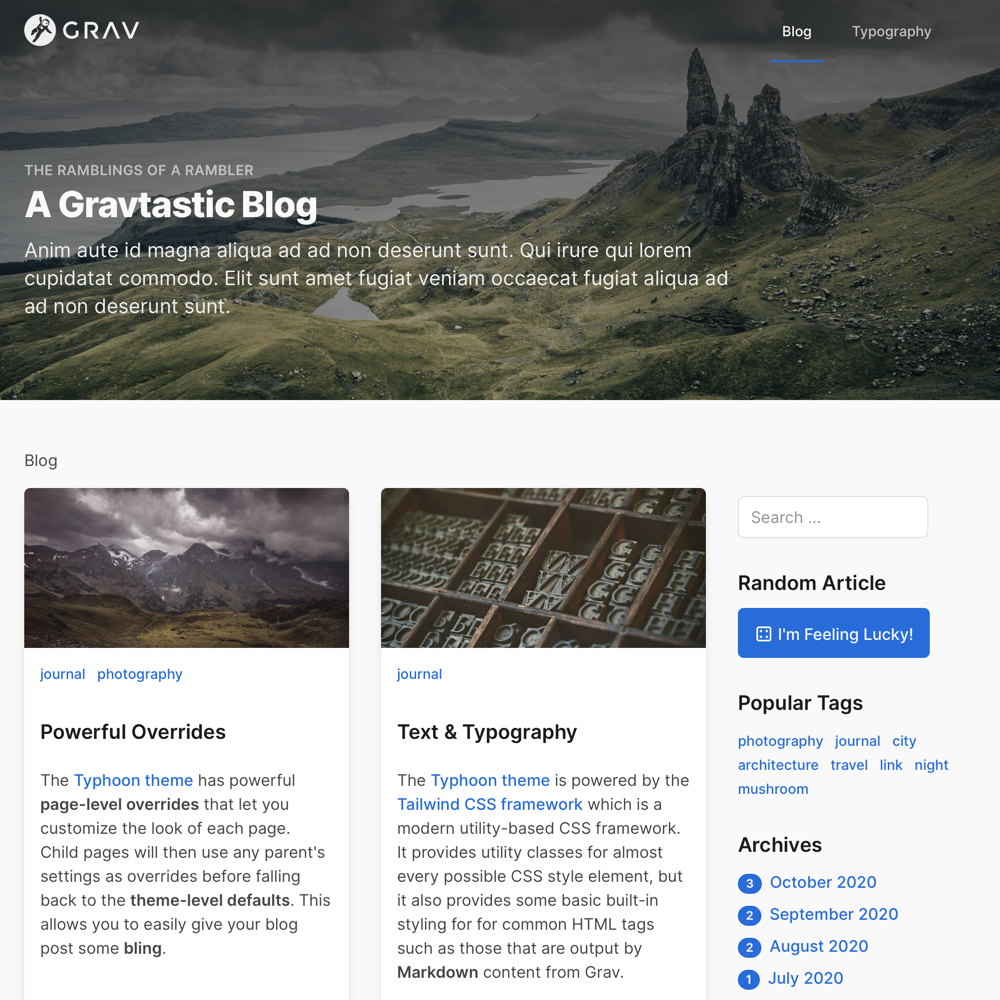 GRAV
Blog
Typography
THE RAMBLINGS OF A RAMBLER
A Gravtastic Blog
Anim aute id magna aliqua ad ad non deserunt sunt. Qui irure qui lorem
cupidatat commodo. Elit sunt amet fugiat veniam occaecat fugiat aliqua ad
ad non deserunt sunt.
Blog
journal photography
Powerful Overrides
The Typhoon theme has powerful
page-level overrides that let you
customize the look of each page.
Child pages will then use any parent's
settings as overrides before falling
back to the theme-level defaults. This
allows you to easily give your blog
post some bling.
journal
Text & Typography
The Typhoon theme is powered by the
Tailwind CSS framework which is a
modern utility-based CSS framework.
It provides utility classes for almost
every possible CSS style element, but
it also provides some basic built-in
styling for for common HTML tags
such as those that are output by
Markdown content from Grav.
Search ...
Random Article
I'm Feeling Lucky!
Popular Tags
photography journal city
architecture travel link night
mushroom
Archives
3 October 2020
2 September 2020
2 August 2020
1 July 2020